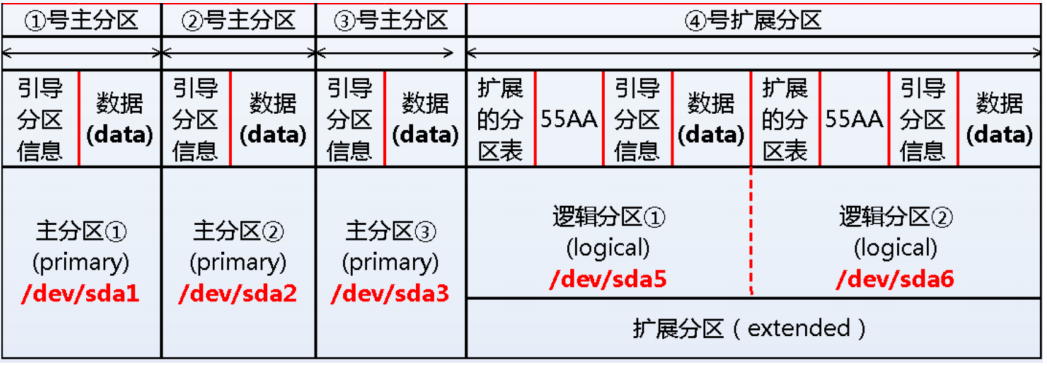 ①号主分区 ②号主分区 ③号主分区 ④号扩展分区
引导分区信息 数据(data) 引导分区信息 数据(data) 引导分区信息 数据(data) 扩展的分区表 55AA 引导分区信息 数据(data) 扩展的分区表 55AA 引导分区信息 数据(data)
主分区①
(primary)
/dev/sda1
主分区②
(primary)
/dev/sda2
主分区③
(primary)
/dev/sda3
逻辑分区①
(logical)
/dev/sda5
逻辑分区②
(logical)
/dev/sda6
扩展分区（extended）